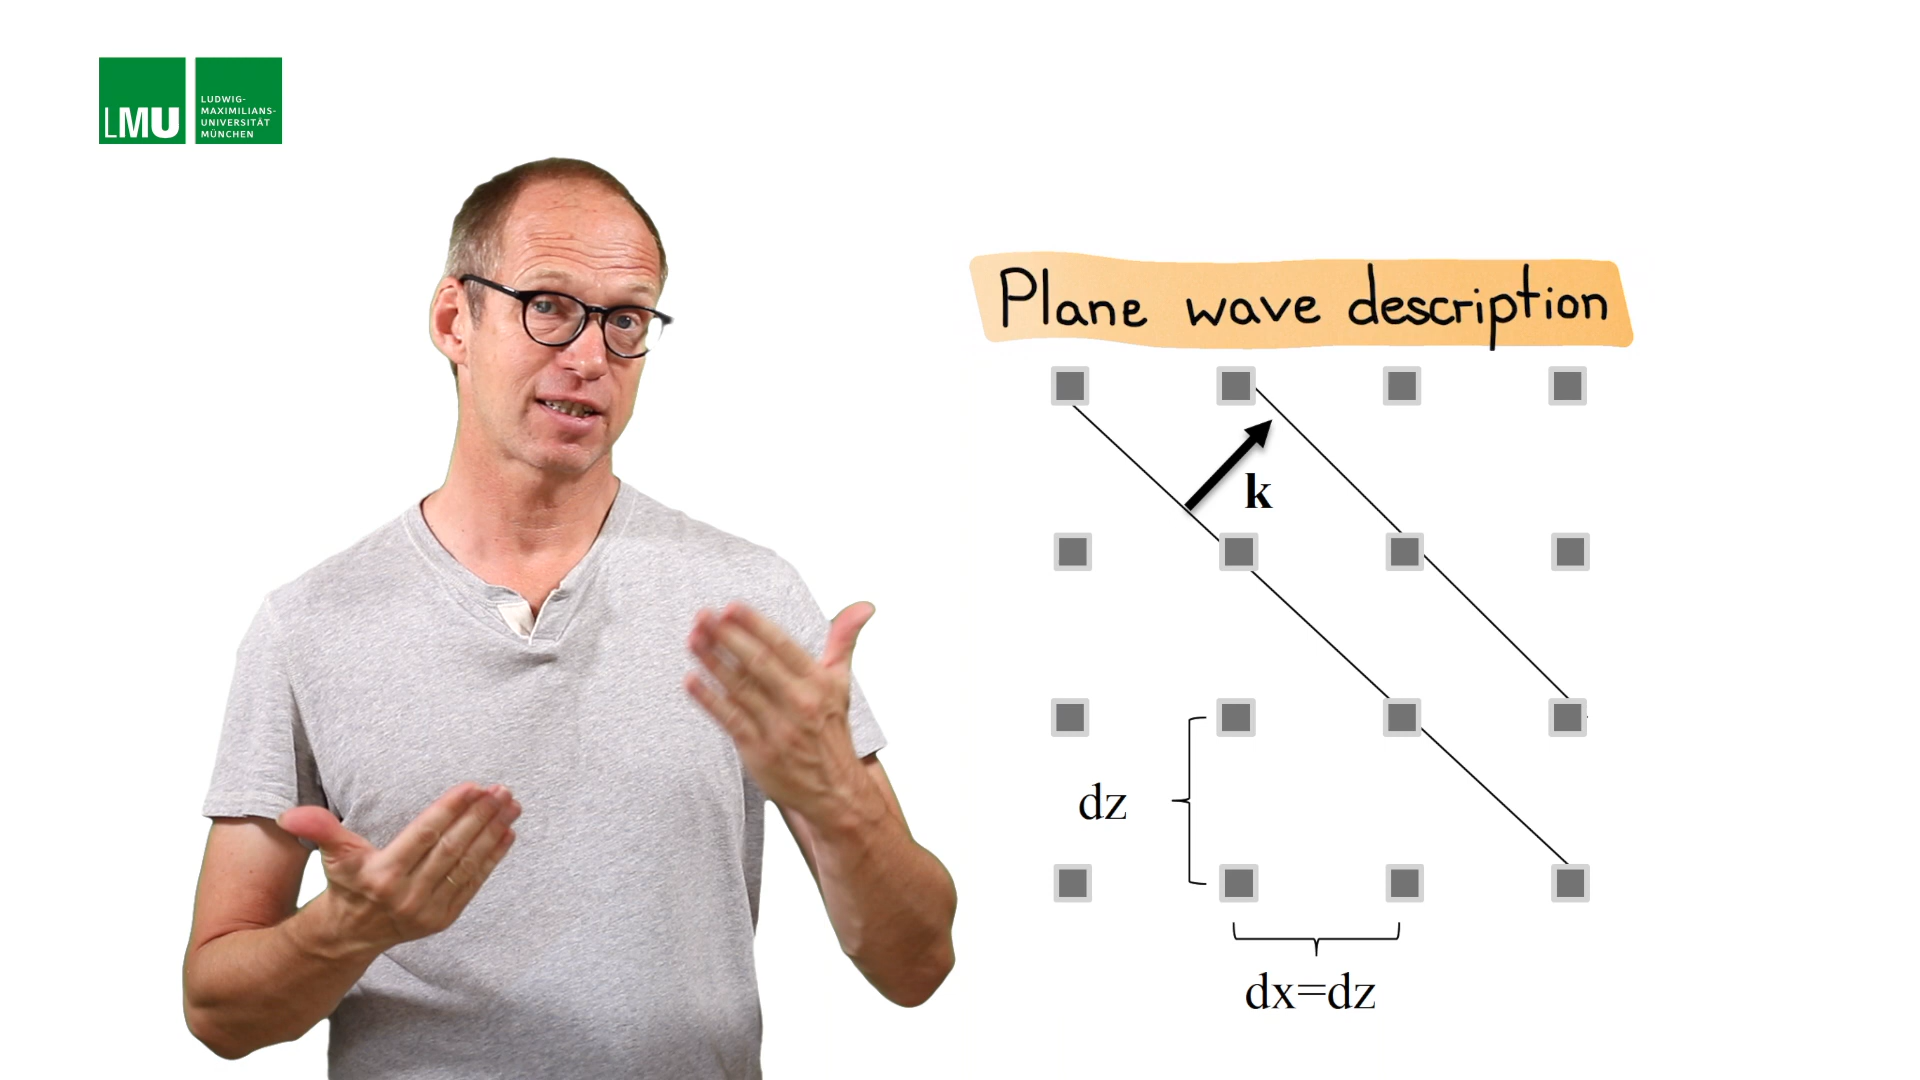 LMU
LUDWIG-
MAXIMILIANS-
UNIVERSITÄT
MÜNCHEN
Plane wave description
k
dz
dx=dz